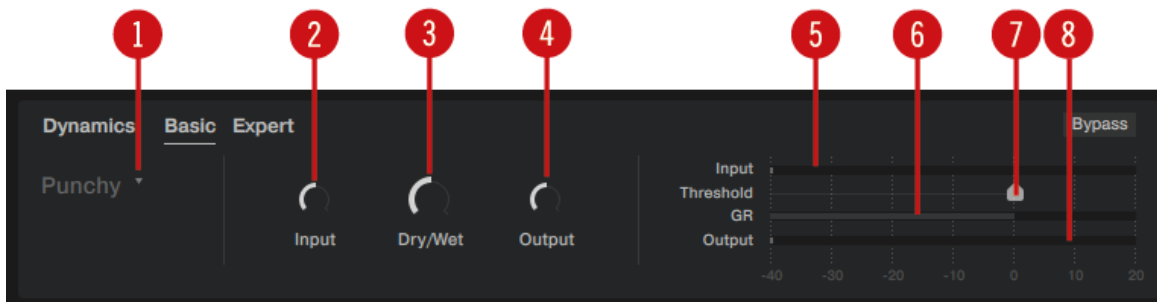 1 2 3 4 5 6 7 8
Dynamics Basic Expert Bypass
Punchy
Input
Threshold
GR
Output
Input Dry/Wet Output
-40 -30 -20 -10 0 10 20